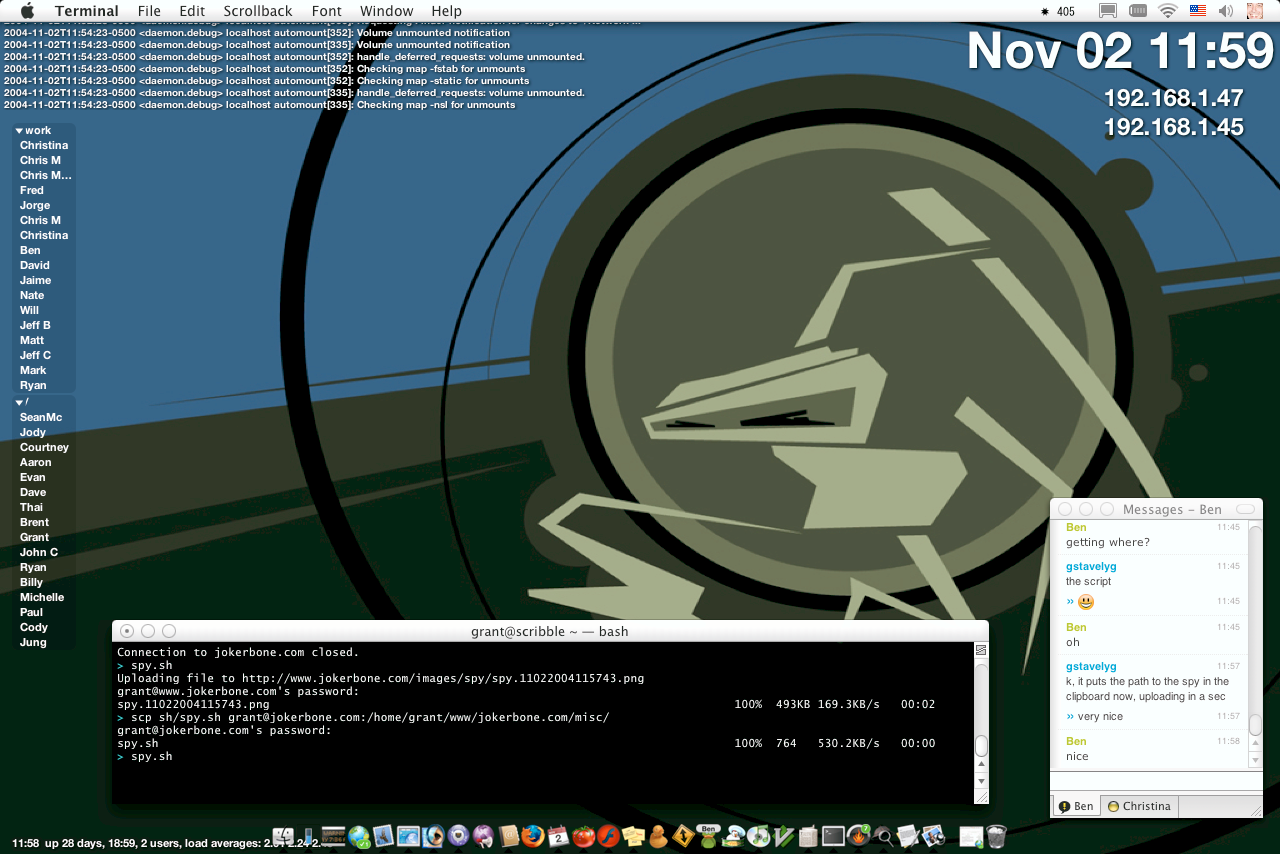 Terminal File Edit Scrollback Font Window Help 405
2004-11-02T11:54:23-0500 <daemon.debug> localhost automount[352]: Volume unmounted notification
2004-11-02T11:54:23-0500 <daemon.debug> localhost automount[335]: Volume unmounted notification
2004-11-02T11:54:23-0500 <daemon.debug> localhost automount[352]: handle_deferred_requests: volume unmounted.
2004-11-02T11:54:23-0500 <daemon.debug> localhost automount[352]: Checking map -fstab for unmounts
2004-11-02T11:54:23-0500 <daemon.debug> localhost automount[352]: Checking map -static for unmounts
2004-11-02T11:54:23-0500 <daemon.debug> localhost automount[335]: handle_deferred_requests: volume unmounted.
2004-11-02T11:54:23-0500 <daemon.debug> localhost automount[335]: Checking map -nsl for unmounts
Nov 02 11:59
192.168.1.47
192.168.1.45
work
Christina
Chris M
Chris M...
Fred
Jorge
Chris M
Christina
Ben
David
Jaime
Nate
Will
Jeff B
Matt
Jeff C
Mark
Ryan
/
SeanMc
Jody
Courtney
Aaron
Evan
Dave
Thai
Brent
Grant
John C
Ryan
Billy
Michelle
Paul
Cody
Jung
grant@scribble ~ — bash
Connection to jokerbone.com closed.
> spy.sh
Uploading file to http://www.jokerbone.com/images/spy/spy.11022004115743.png
grant@www.jokerbone.com's password:
spy.11022004115743.png 100% 493KB 169.3KB/s 00:02
> scp sh/spy.sh grant@jokerbone.com:/home/grant/www/jokerbone.com/misc/
grant@jokerbone.com's password:
spy.sh 100% 764 530.2KB/s 00:00
> spy.sh
Messages – Ben
Ben 11:45
getting where?
gstavelyg 11:45
the script
» 11:45
Ben 11:45
oh
gstavelyg 11:57
k, it puts the path to the spy in the
clipboard now, uploading in a sec
» very nice 11:57
Ben 11:58
nice
Ben Christina
11:58 up 28 days, 18:59, 2 users, load averages:
Ben
2